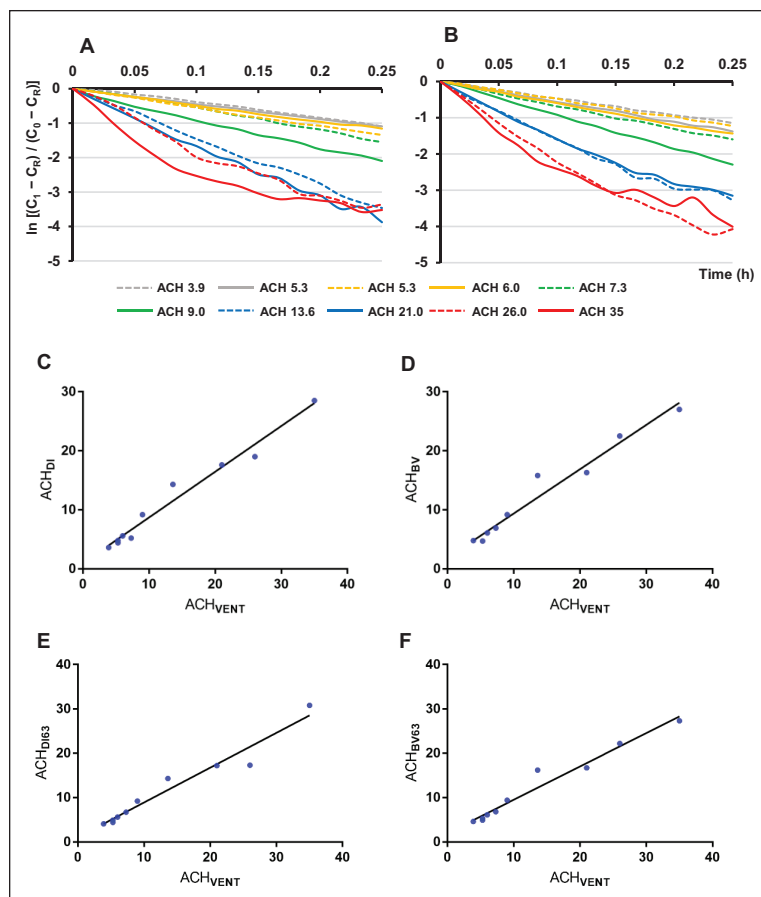 A
B
0 0.05 0.1 0.15 0.2 0.25
0 0.05 0.1 0.15 0.2 0.25
ln [(C1 – CR) / (C0 – CR)]
0
-1
-2
-3
-4
-5
0
-1
-2
-3
-4
-5
Time (h)
ACH 3.9 ACH 5.3 ACH 5.3 ACH 6.0 ACH 7.3
ACH 9.0 ACH 13.6 ACH 21.0 ACH 26.0 ACH 35
C
ACHDI
30
20
10
0
0 10 20 30 40
ACHVENT
D
ACHBV
30
20
10
0
0 10 20 30 40
ACHVENT
E
ACHDI63
40
30
20
10
0
0 10 20 30 40
ACHVENT
F
ACHBV63
40
30
20
10
0
0 10 20 30 40
ACHVENT